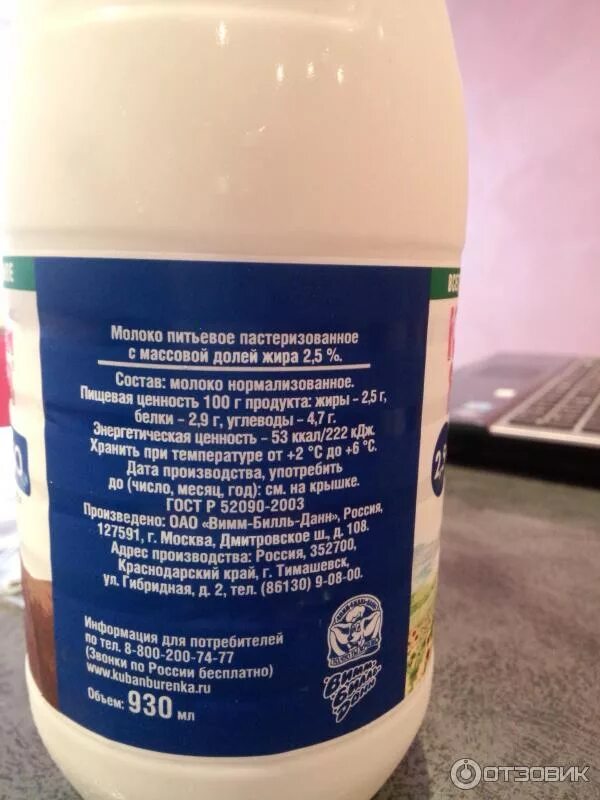 Молоко питьевое пастеризованное
с массовой долей жира 2,5 %.
Состав: молоко нормализованное.
Пищевая ценность 100 г продукта: жиры - 2,5 г,
белки - 2,9 г, углеводы - 4,7 г.
Энергетическая ценность - 53 ккал/222 кДж.
Хранить при температуре от +2 °С до +6 °С.
Дата производства, употребить
до (число, месяц, год): см. на крышке.
ГОСТ Р 52090-2003
Произведено: ОАО «Вимм-Билль-Данн», Россия,
127591, г. Москва, Дмитровское ш., д. 108.
Адрес производства: Россия, 352700,
Краснодарский край, г. Тимашевск,
ул. Гибридная, д. 2, тел. (86130) 9-08-00.
Информация для потребителей
по тел. 8-800-200-74-77
(Звонки по России бесплатно)
www.kubanburenka.ru
Объем: 930 мл
Вимм
Билль
Данн
ОТЗОВИК